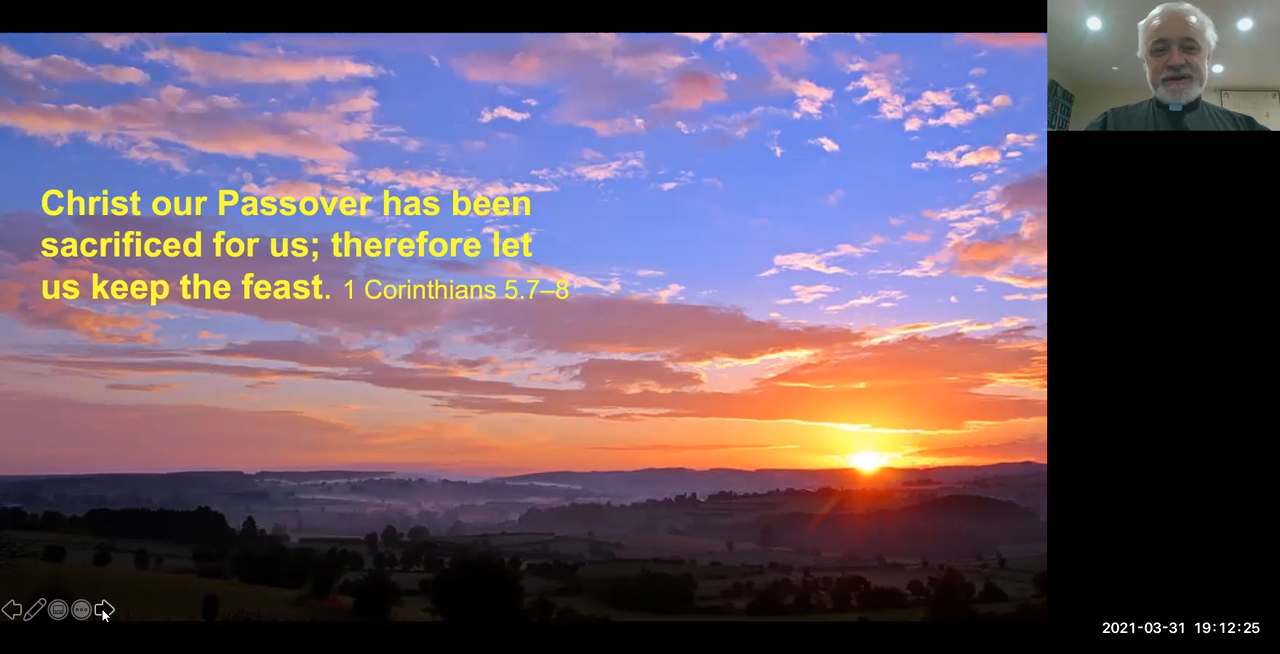 Christ our Passover has been
sacrificed for us; therefore let
us keep the feast. 1 Corinthians 5.7–8
2021-03-31 19:12:25